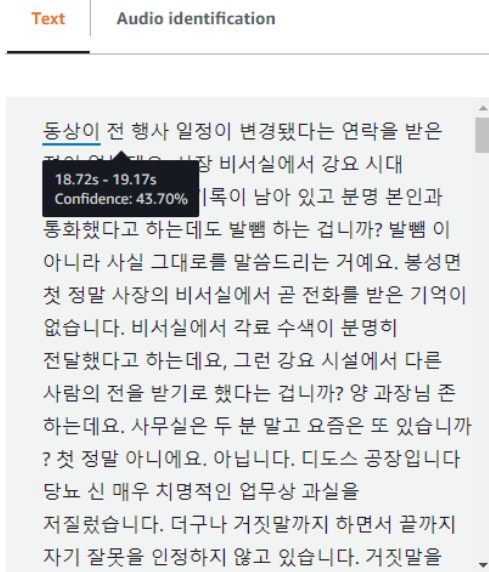 Text
Audio identification
동상이 전 행사 일정이 변경됐다는 연락을 받은
장 비서실에서 강요 시대
18.72s - 19.17s
Confidence: 43.70%
기록이 남아 있고 분명 본인과
통화했다고 하는데도 발뺌 하는 겁니까? 발뺌 이
아니라 사실 그대로를 말씀드리는 거예요. 봉성면
첫 정말 사장의 비서실에서 곧 전화를 받은 기억이
없습니다. 비서실에서 각료 수색이 분명히
전달했다고 하는데요, 그런 강요 시설에서 다른
사람의 전을 받기로 했다는 겁니까? 양 과장님 존
하는데요. 사무실은 두 분 말고 요즘은 또 있습니까
? 첫 정말 아니에요. 아닙니다. 디도스 공장입니다
당뇨 신 매우 치명적인 업무상 과실을
저질렀습니다. 더구나 거짓말까지 하면서 끝까지
자기 잘못을 인정하지 않고 있습니다. 거짓말을